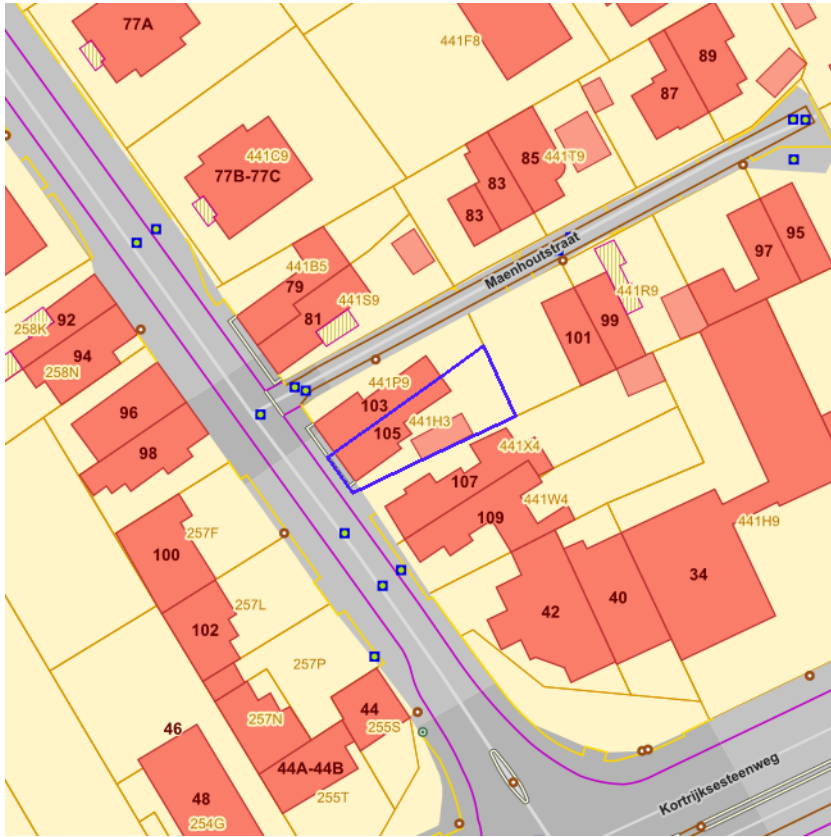 77A
441F8
89
87
85
441T9
441C9
77B-77C
83
83
Maenhoutstraat
95
97
441B5
79
441S9
81
441R9
99
101
92
258K
94
258N
441P9
103
441H3
105
96
98
441X4
107
441W4
109
100
257F
441H9
34
40
42
257L
102
257P
44
255S
257N
46
44A-44B
255T
48
254G
Kortrijksesteenweg